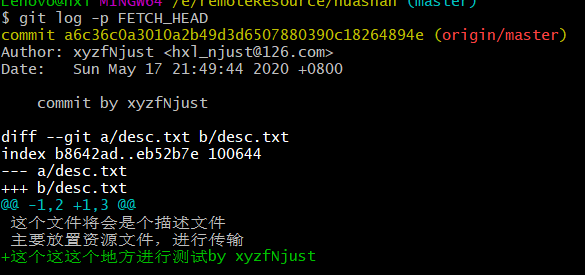 Lenovo@hxl MINGW64 /e/remoteResource/huashan (master)
$ git log -p FETCH_HEAD
commit a6c36c0a3010a2b49d3d6507880390c18264894e (origin/master)
Author: xyzfNjust <hxl_njust@126.com>
Date:   Sun May 17 21:49:44 2020 +0800

    commit by xyzfNjust

diff --git a/desc.txt b/desc.txt
index b8642ad..eb52b7e 100644
--- a/desc.txt
+++ b/desc.txt
@@ -1,2 +1,3 @@
 这个文件将会是个描述文件
 主要放置资源文件，进行传输
+这个这这个地方进行测试by xyzfNjust